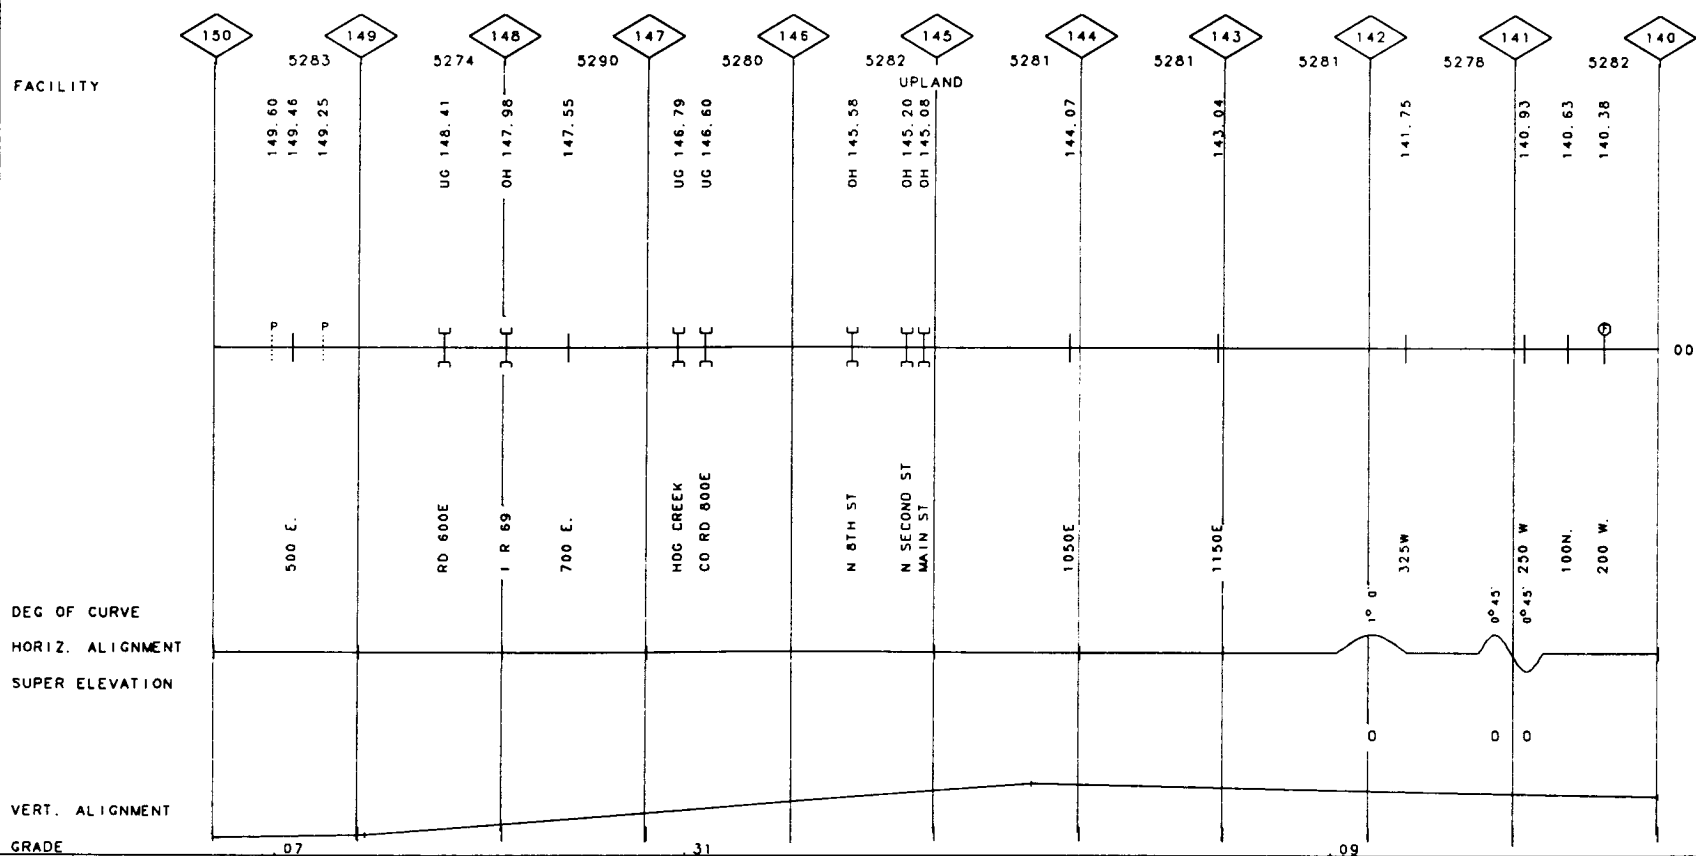 150 149 148 147 146 145 144 143 142 141 140
5283 5274 5290 5280 5282 5281 5281 5281 5278 5282
FACILITY
UPLAND
149.60
149.46
149.25
UG 148.41
OH 147.98
147.55
UG 146.79
UG 146.60
OH 145.58
OH 145.20
OH 145.08
144.07
143.04
141.75
140.93
140.63
140.38
P P F
00
500 E.
RD 600E
I R 69
700 E.
HOG CREEK
CO RD 800E
N 8TH ST
N SECOND ST
MAIN ST
1050E
1150E
325W
250 W
100N.
200 W.
DEG OF CURVE
1° 0'
0° 45'
0° 45'
HORIZ. ALIGNMENT
SUPER ELEVATION
0 0 0
VERT. ALIGNMENT
GRADE .07 .31 .09